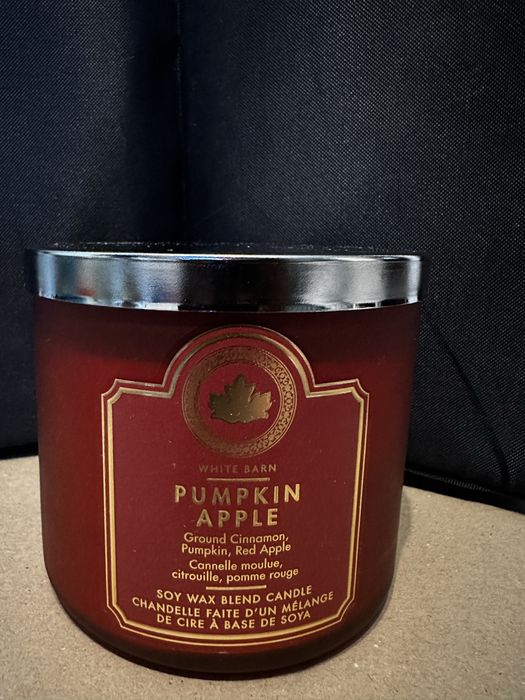 WHITE BARN
PUMPKIN
APPLE
Ground Cinnamon,
Pumpkin, Red Apple
Cannelle moulue,
citrouille, pomme rouge
SOY WAX BLEND CANDLE
CHANDELLE FAITE D'UN MÉLANGE
DE CIRE À BASE DE SOYA